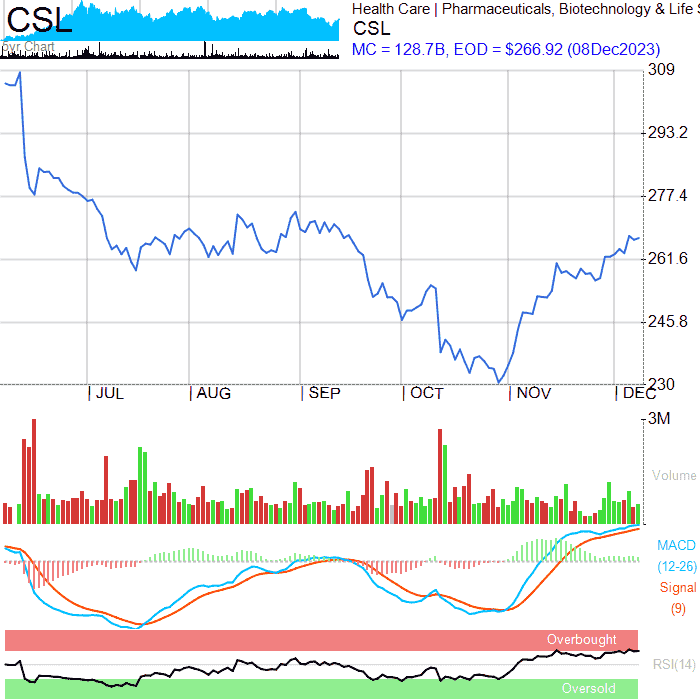 CSL
5yr Chart
Health Care | Pharmaceuticals, Biotechnology & Life S
CSL
MC = 128.7B, EOD = $266.92 (08Dec2023)
309
293.2
277.4
261.6
245.8
230
JUL AUG SEP OCT NOV DEC
3M
Volume
MACD
(12-26)
Signal
(9)
Overbought
RSI(14)
Oversold